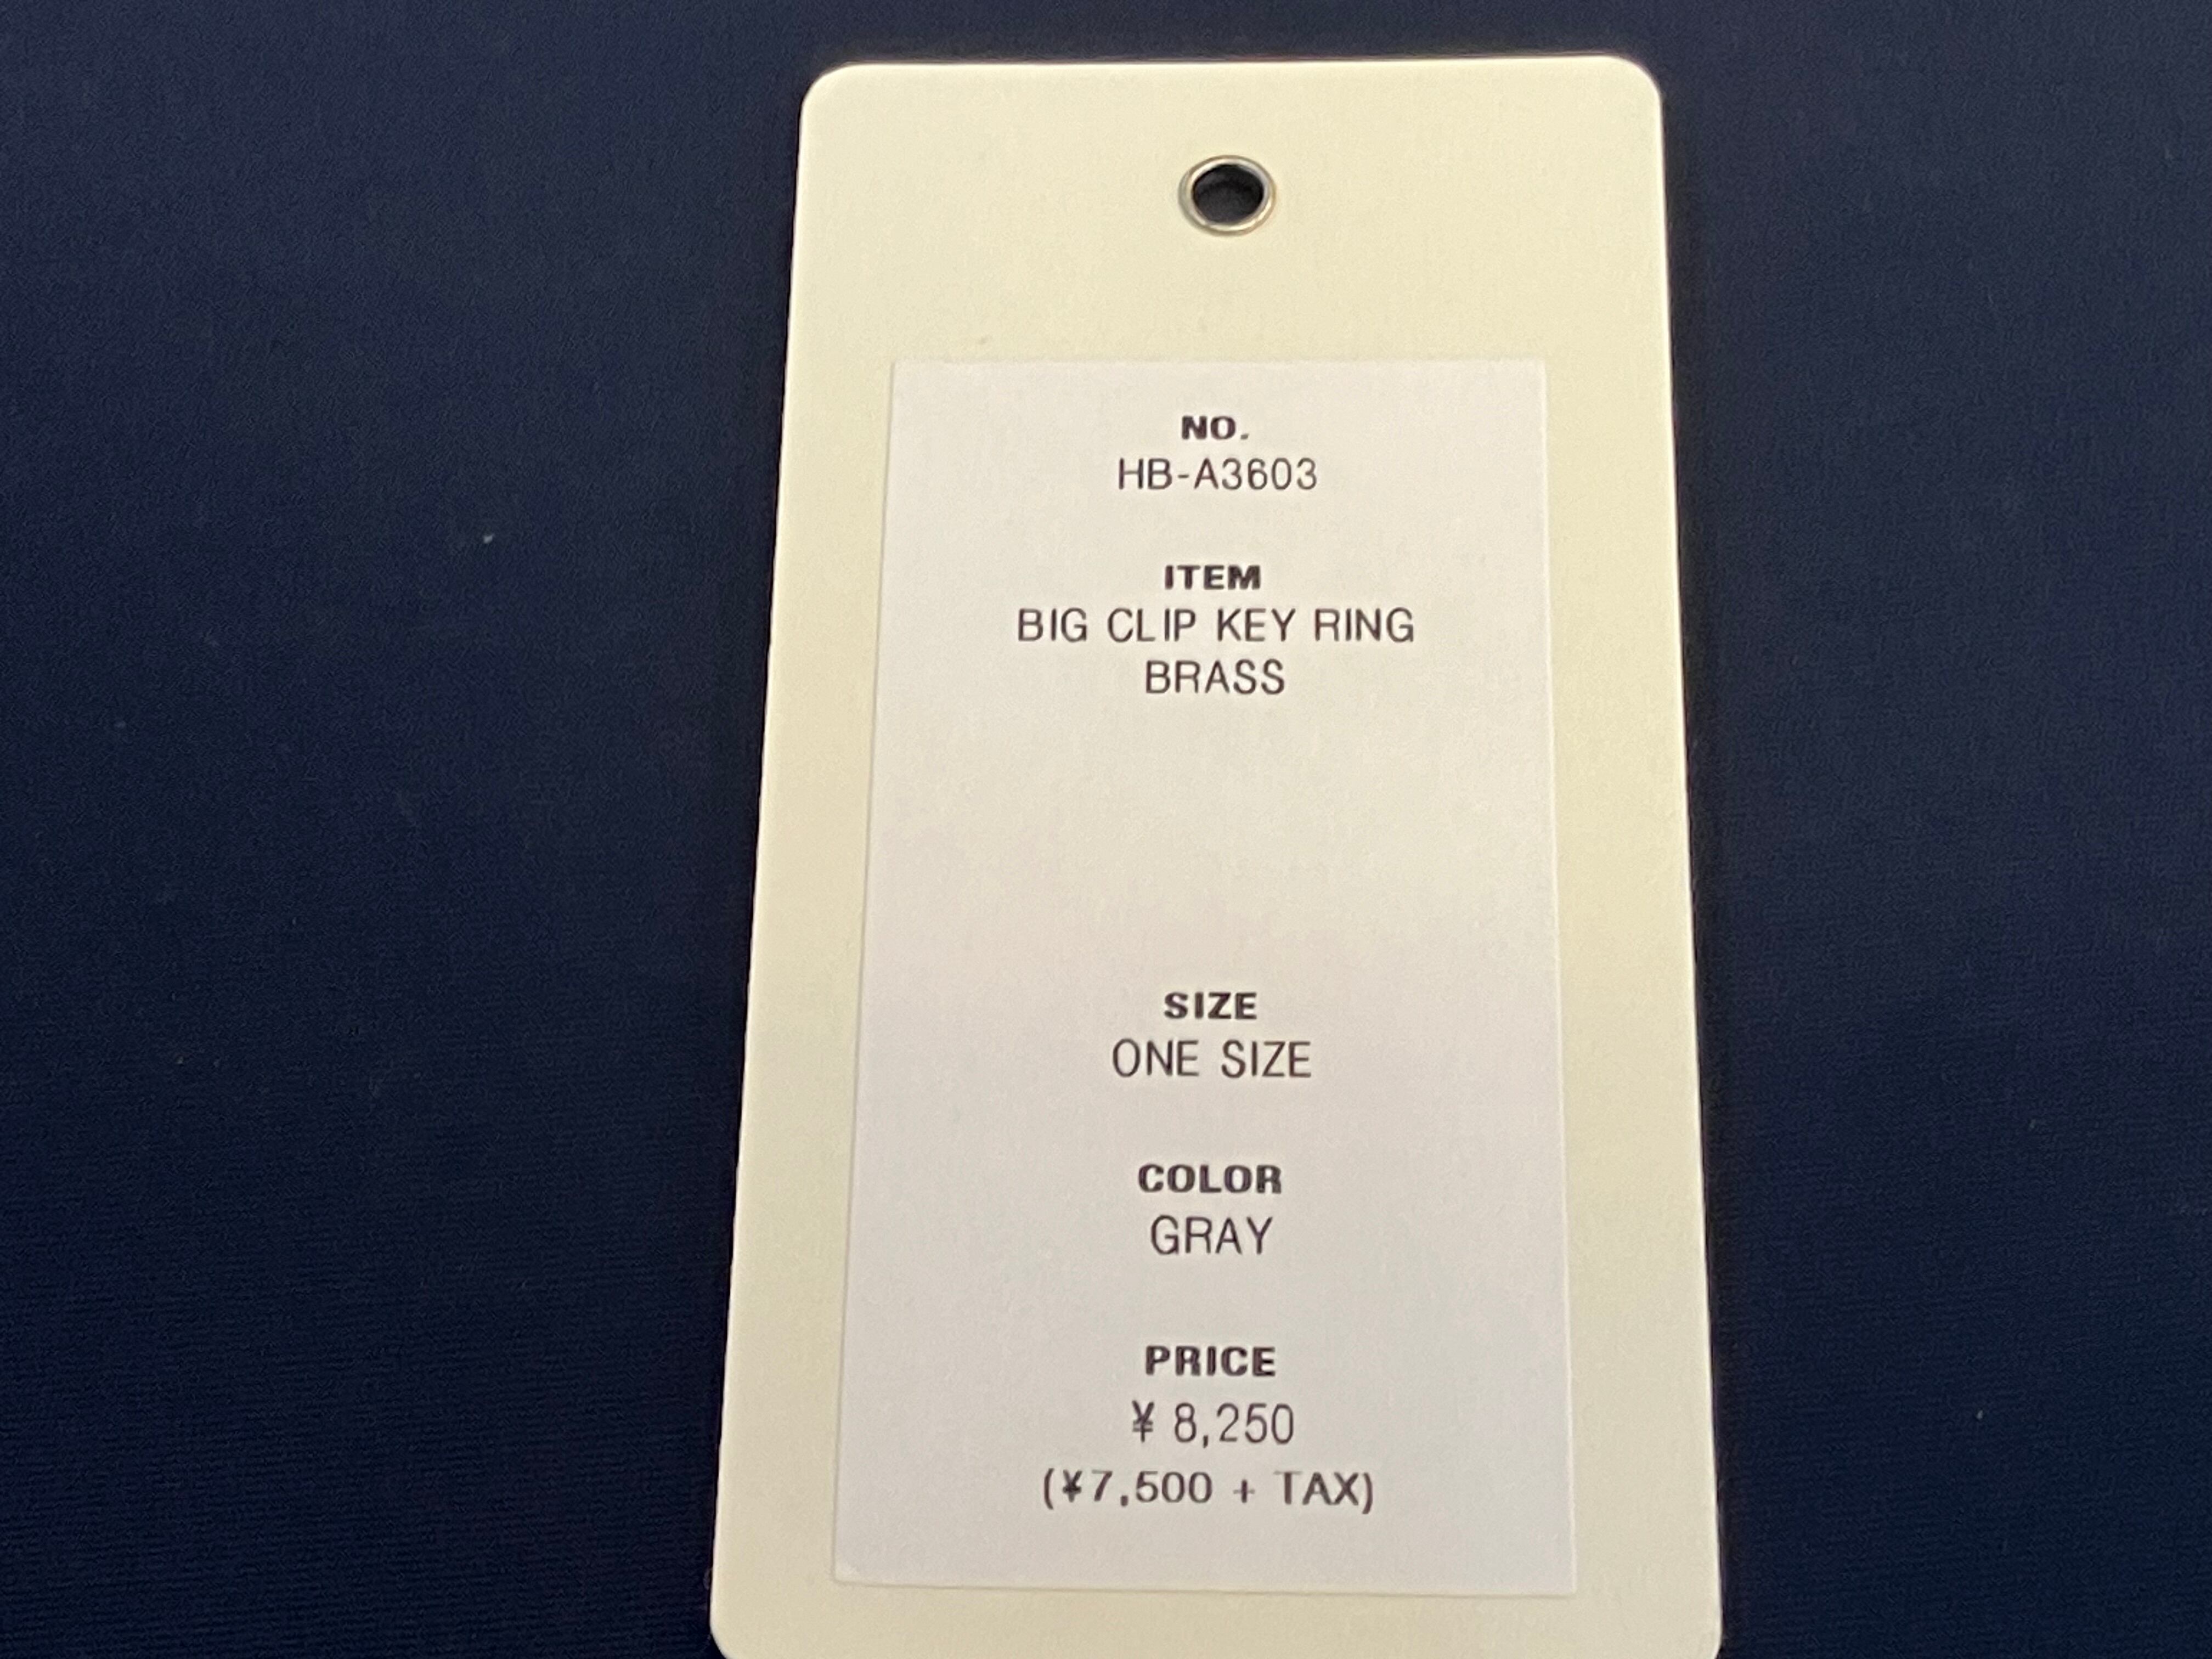 NO.
HB-A3603
ITEM
BIG CLIP KEY RING
BRASS
SIZE
ONE SIZE
COLOR
GRAY
PRICE
¥ 8,250
(¥7,500 + TAX)